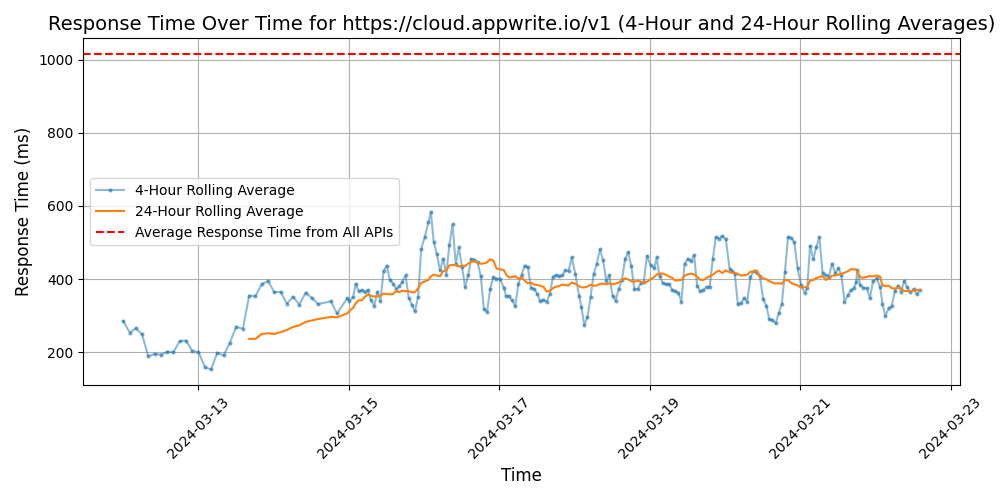 Response Time Over Time for https://cloud.appwrite.io/v1 (4-Hour and 24-Hour Rolling Averages)
Response Time (ms)
1000
800
600
400
200
4-Hour Rolling Average
24-Hour Rolling Average
Average Response Time from All APIs
2024-03-13
2024-03-15
2024-03-17
2024-03-19
2024-03-21
2024-03-23
Time